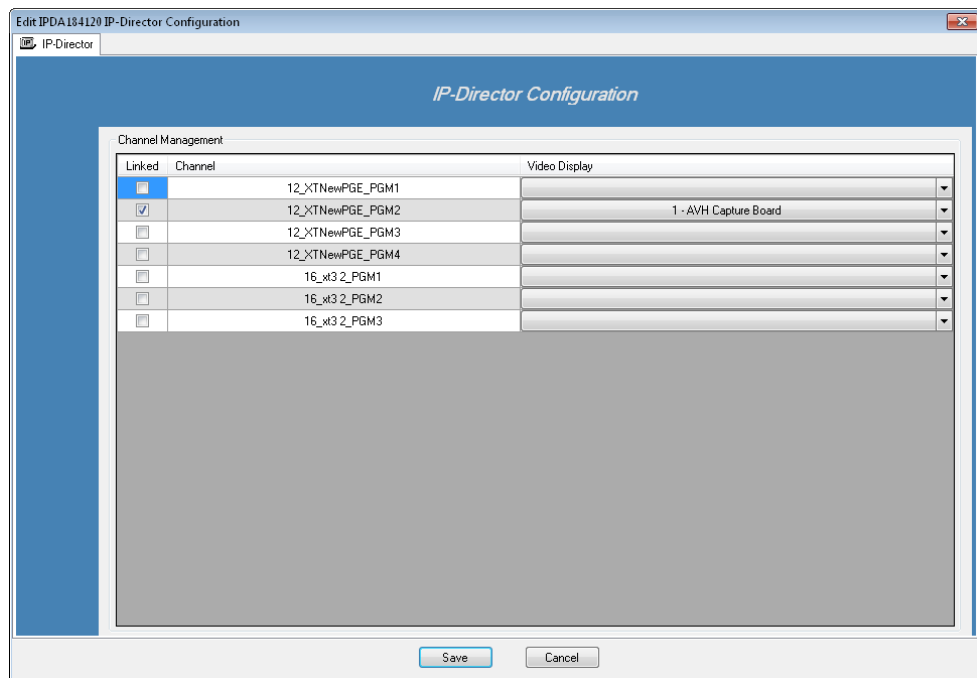 Edit IPDA184120 IP-Director Configuration
IP-Director
IP-Director Configuration
Channel Management
Linked Channel Video Display
12_XTNewPGE_PGM1
12_XTNewPGE_PGM2 1 - AVH Capture Board
12_XTNewPGE_PGM3
12_XTNewPGE_PGM4
16_xt3 2_PGM1
16_xt3 2_PGM2
16_xt3 2_PGM3
Save Cancel